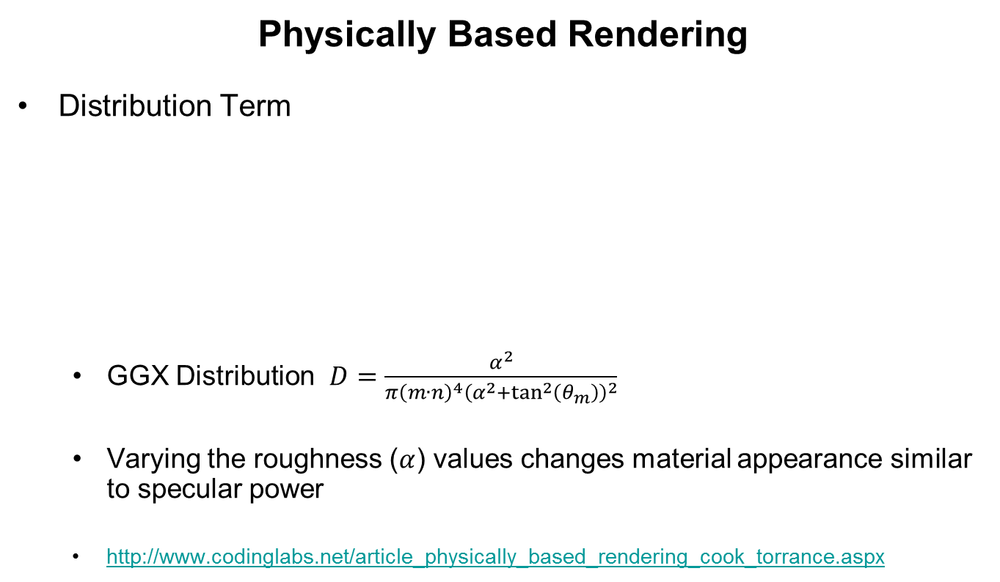 Physically Based Rendering
• Distribution Term
• GGX Distribution $D = \frac{\alpha^2}{\pi(m \cdot n)^4(\alpha^2+\tan^2(\theta_m))^2}$
• Varying the roughness ($\alpha$) values changes material appearance similar
to specular power
• http://www.codinglabs.net/article_physically_based_rendering_cook_torrance.aspx